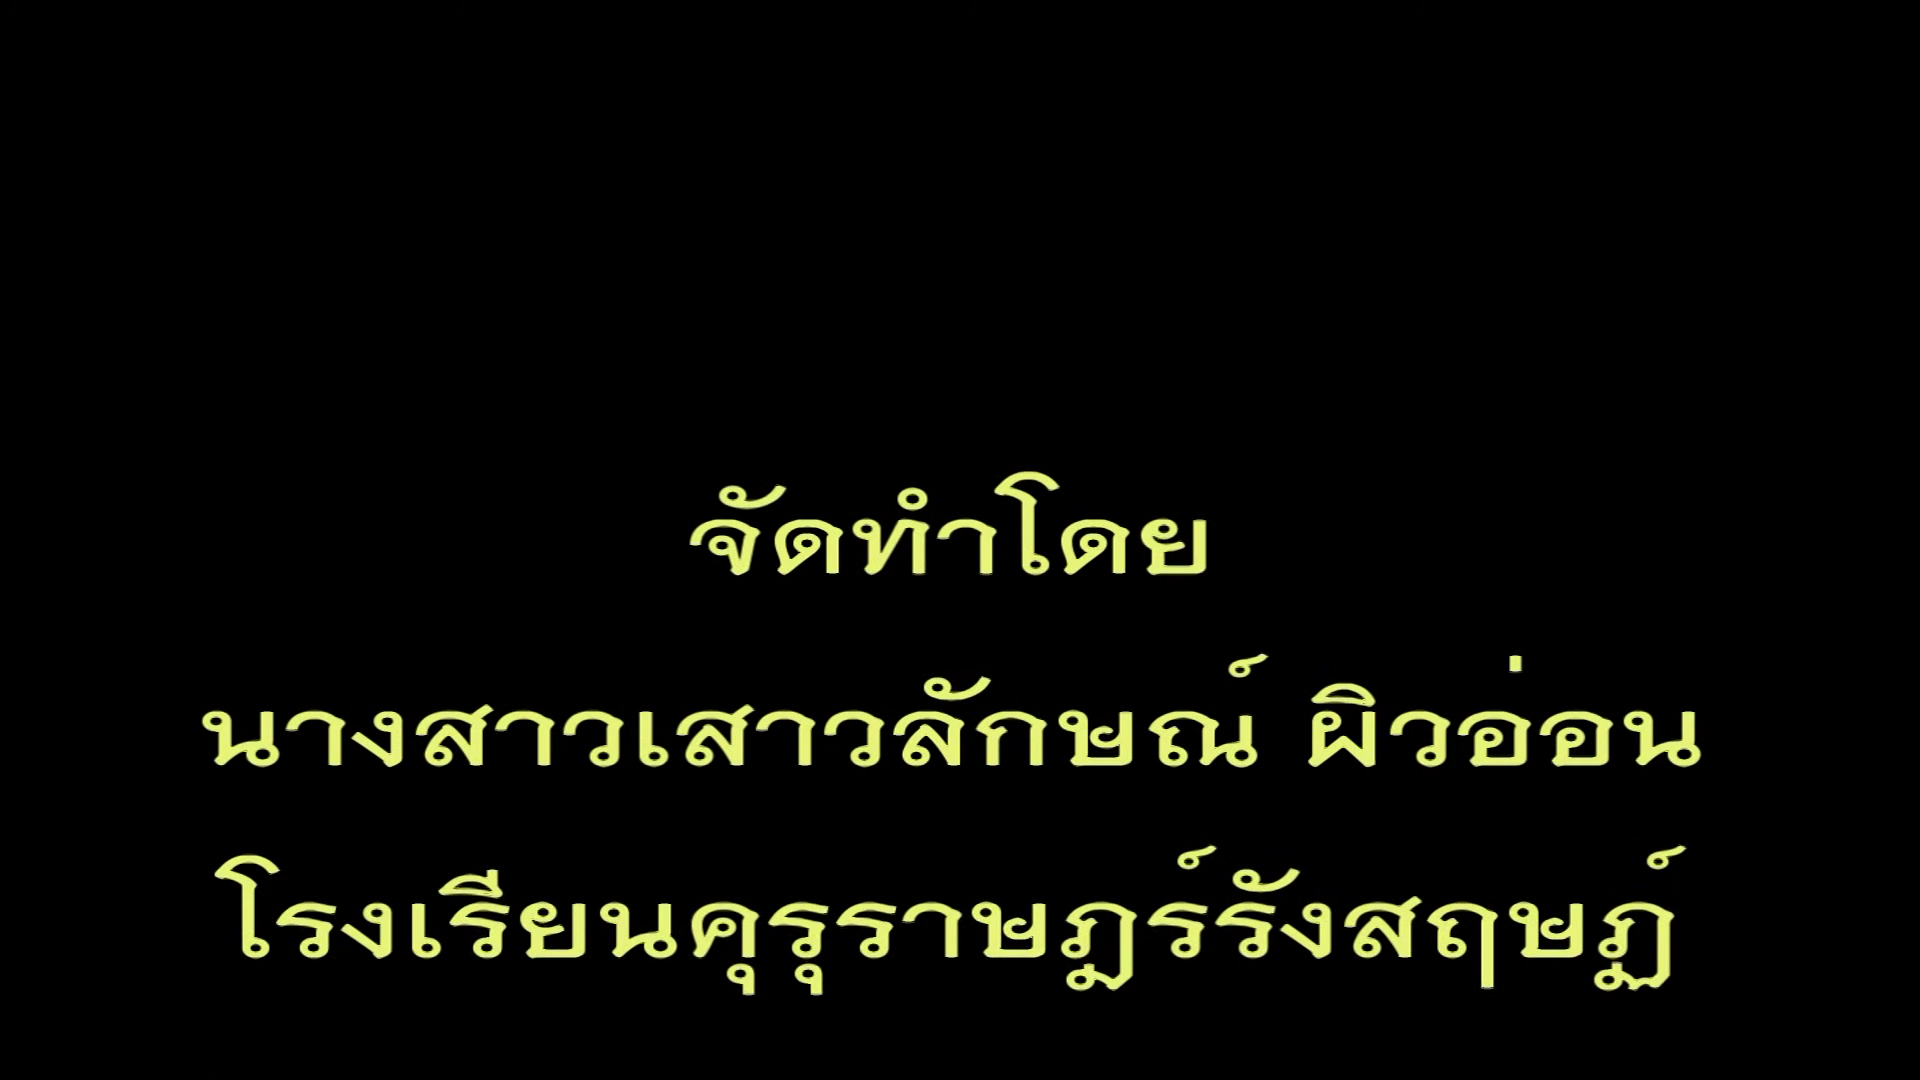 จัดทำโดย
นางสาวเสาวลักษณ์ ผิวอ่อน
โรงเรียนคุรุราษฎร์รังสฤษฏ์